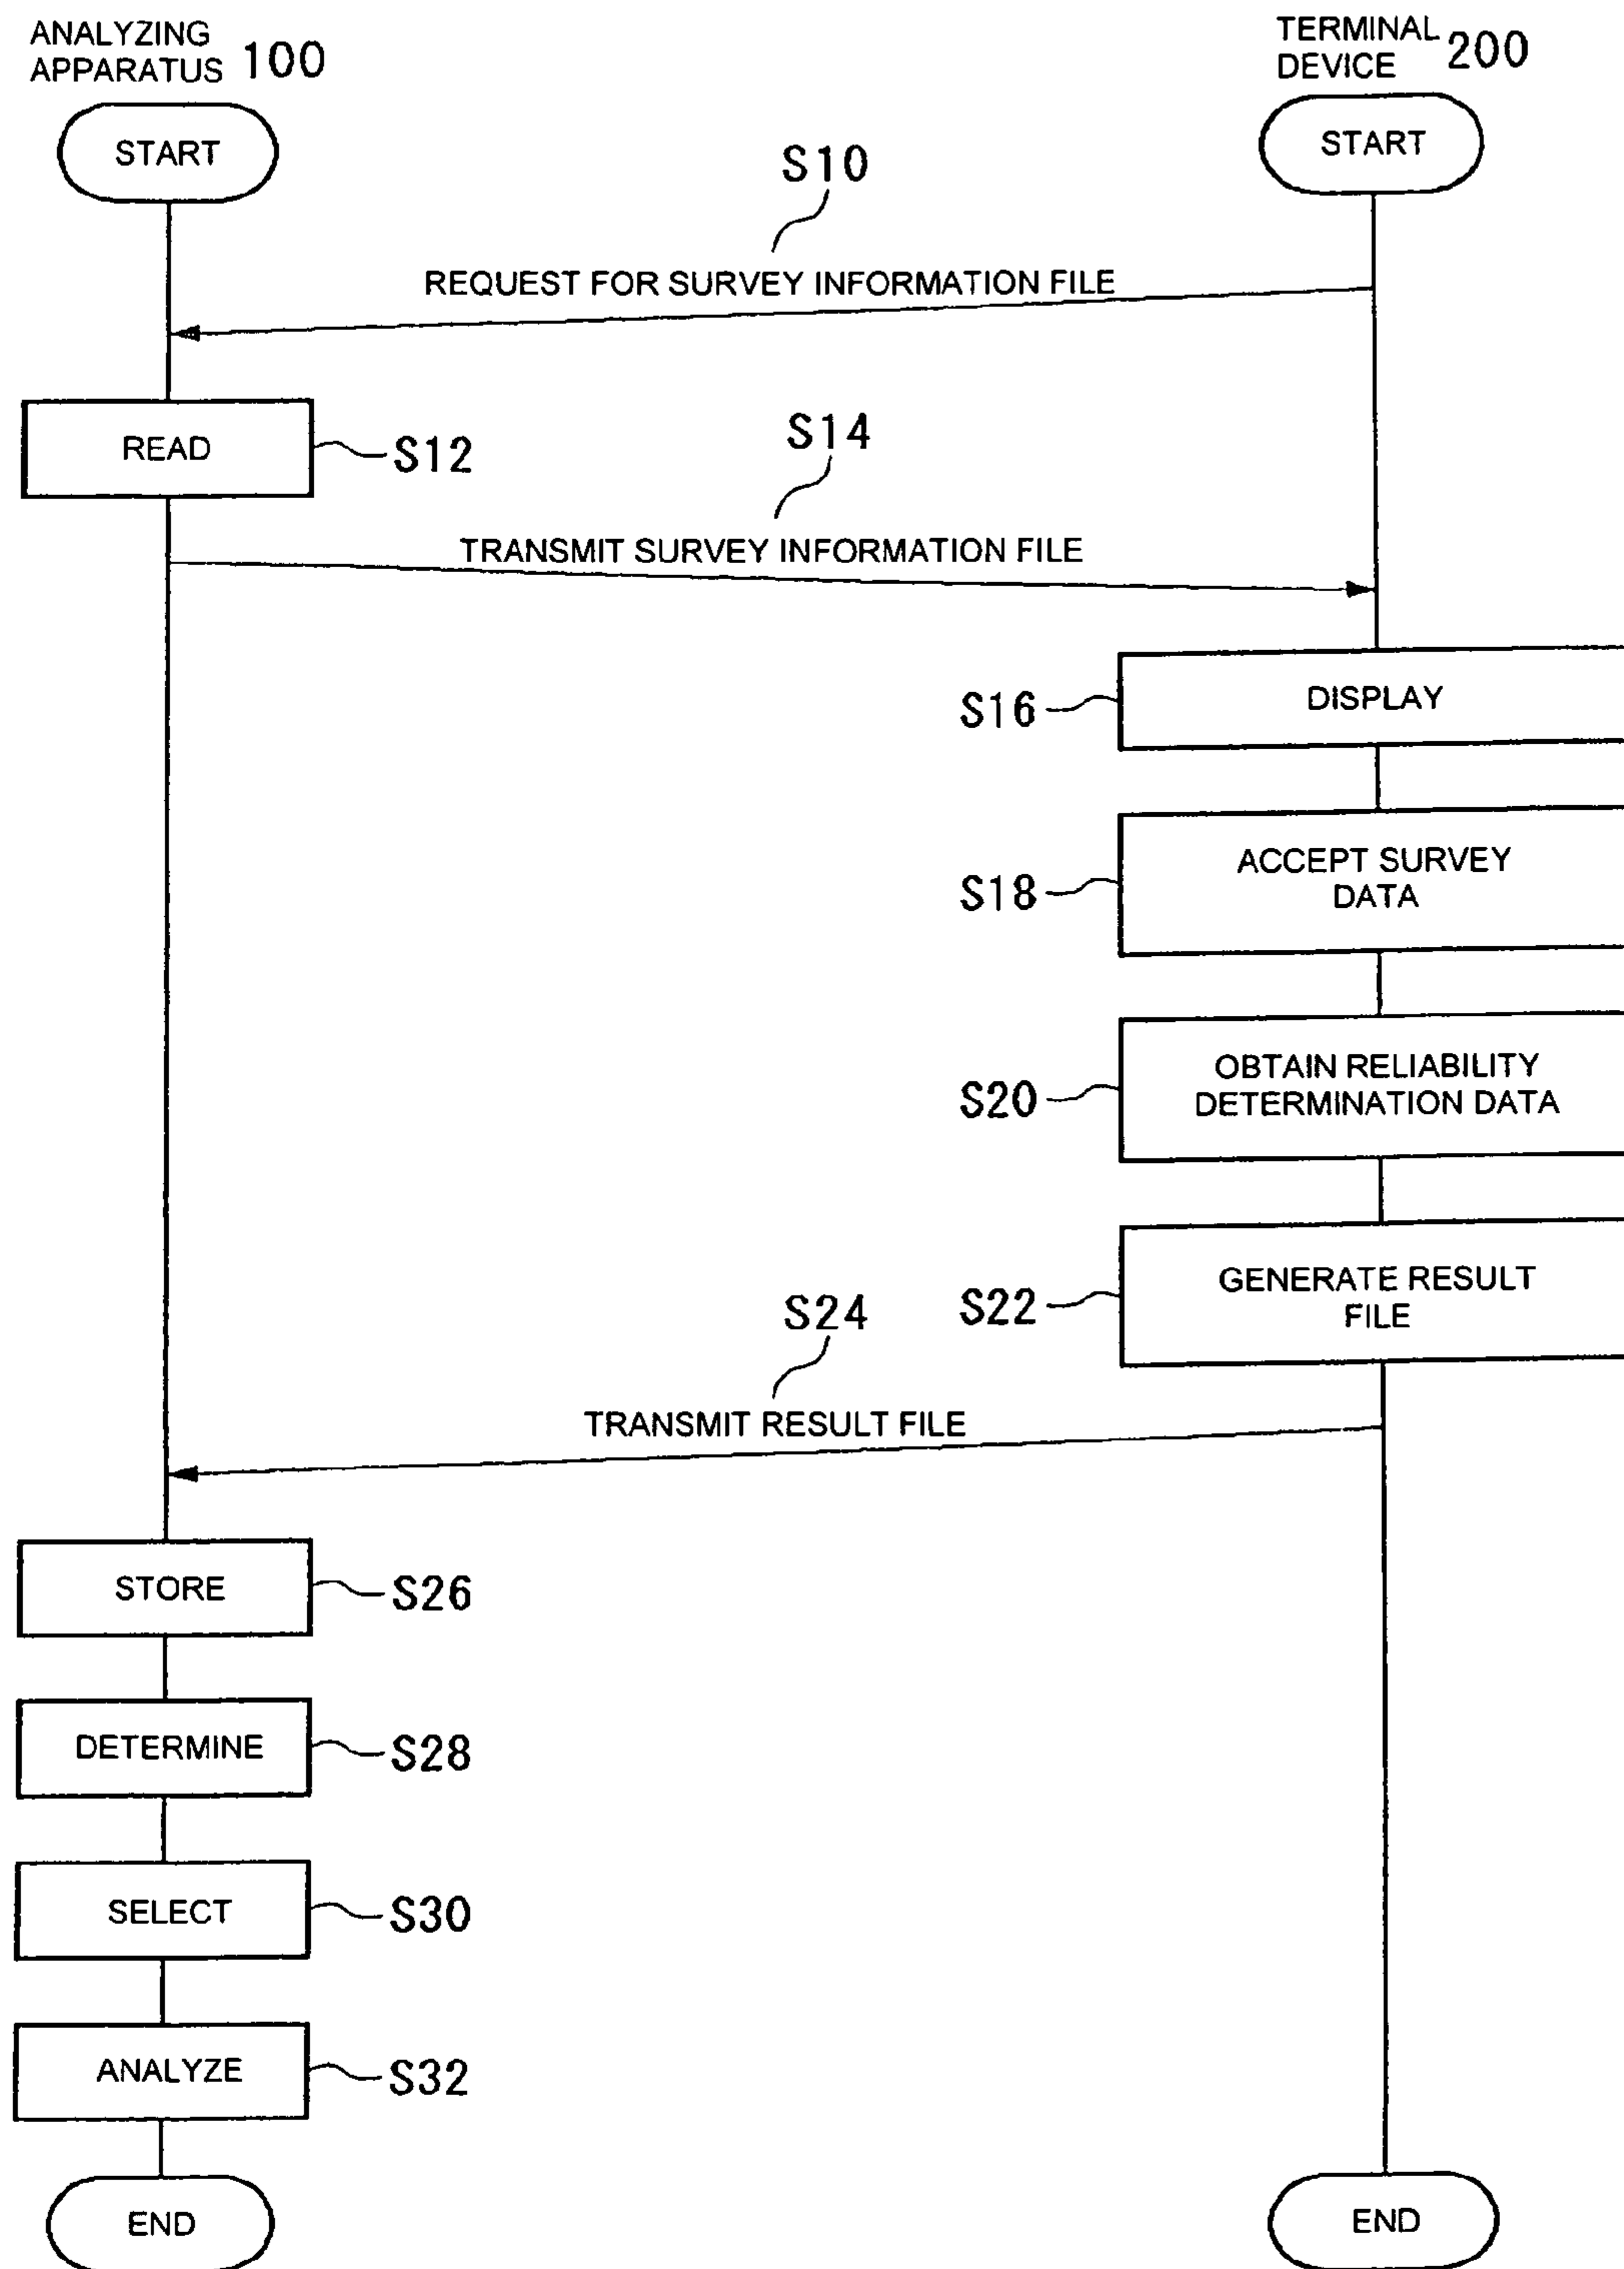 ANALYZING
APPARATUS 100
TERMINAL
DEVICE 200
START
START
S10
REQUEST FOR SURVEY INFORMATION FILE
READ
S12
S14
TRANSMIT SURVEY INFORMATION FILE
S16
DISPLAY
S18
ACCEPT SURVEY
DATA
S20
OBTAIN RELIABILITY
DETERMINATION DATA
S22
GENERATE RESULT
FILE
S24
TRANSMIT RESULT FILE
STORE
S26
DETERMINE
S28
SELECT
S30
ANALYZE
S32
END
END